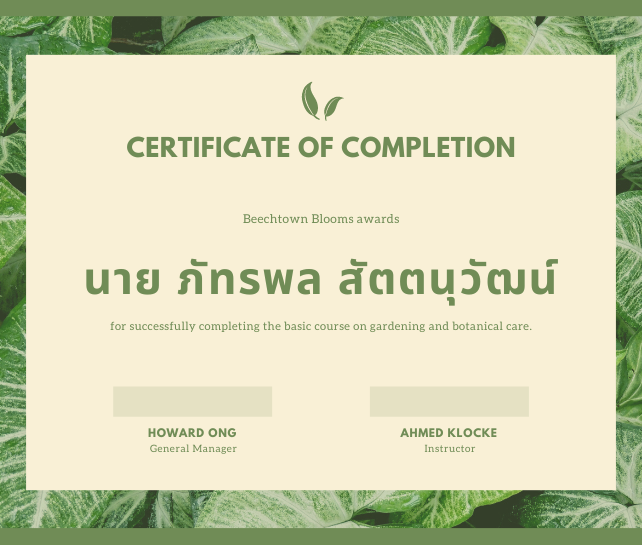 CERTIFICATE OF COMPLETION
Beechtown Blooms awards
นาย ภัทรพล สัตตนุวัฒน์
for successfully completing the basic course on gardening and botanical care.
HOWARD ONG
General Manager
AHMED KLOCKE
Instructor